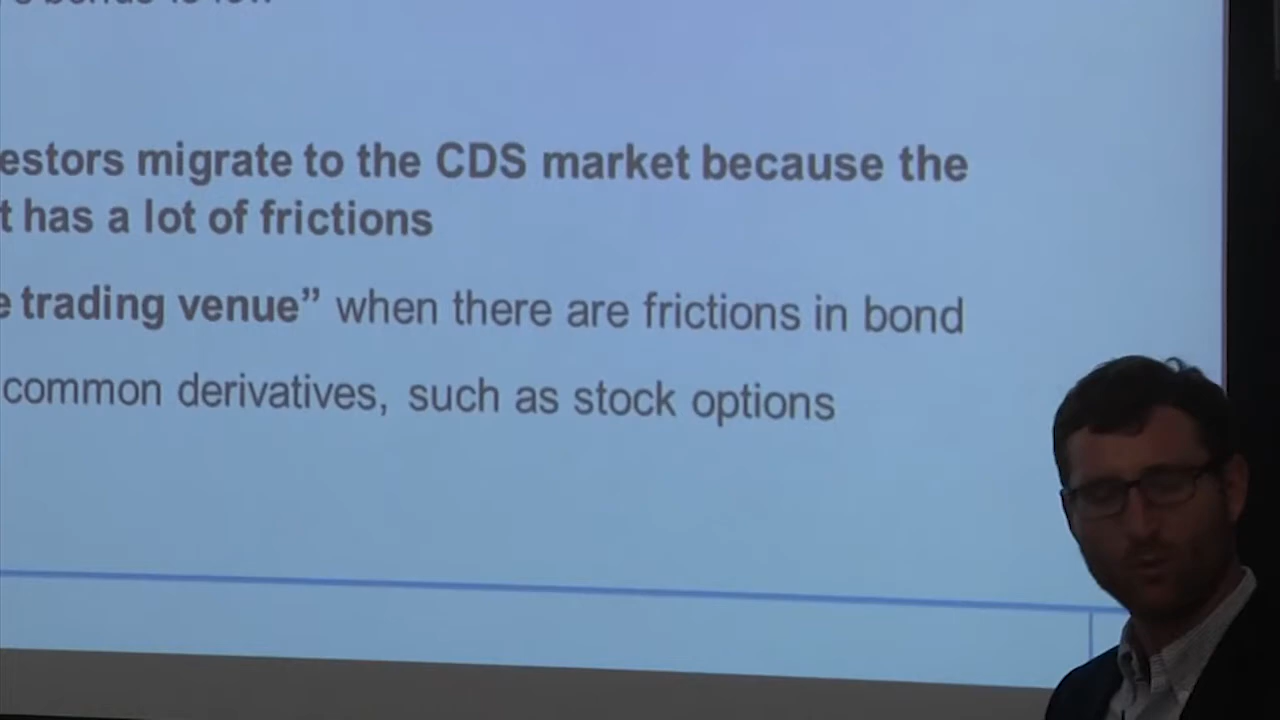 estors migrate to the CDS market because the
t has a lot of frictions
e trading venue” when there are frictions in bond
common derivatives, such as stock options